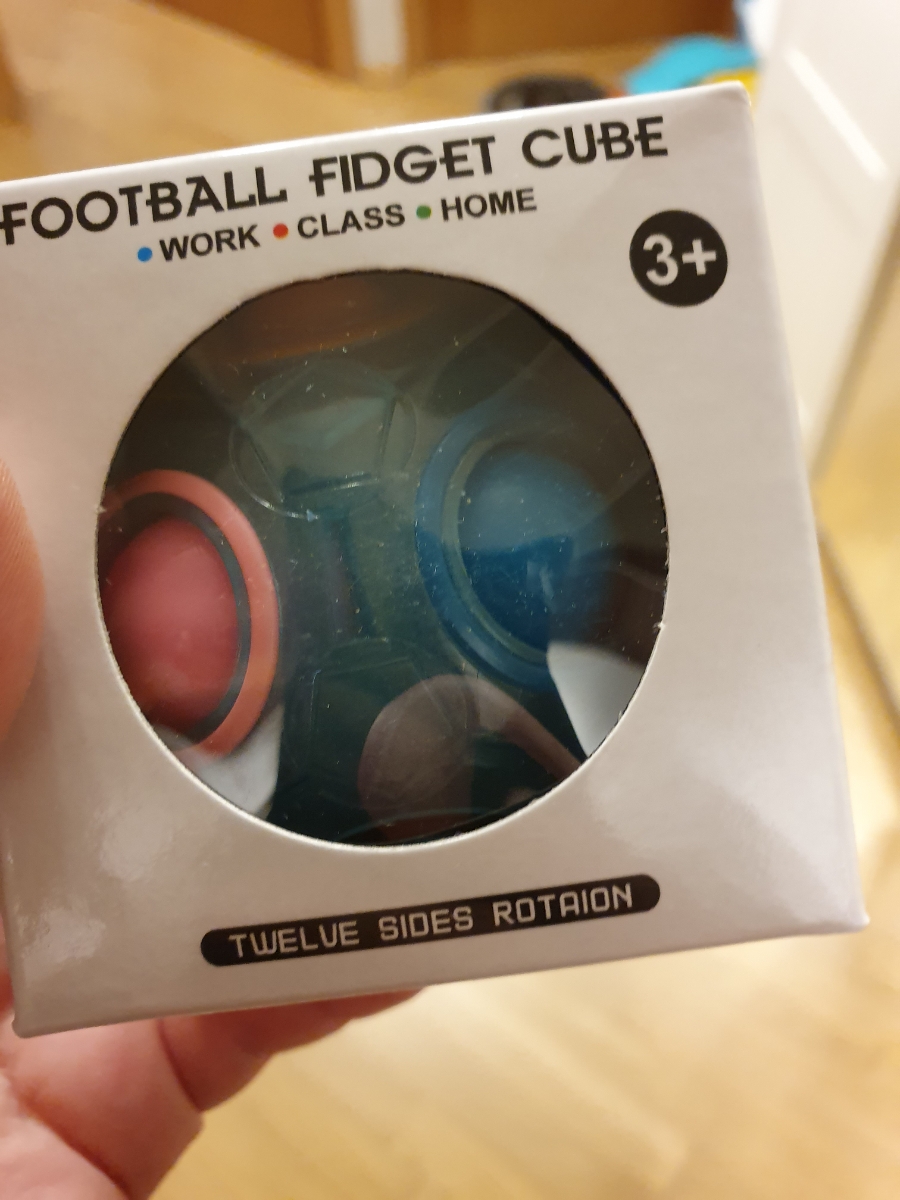 FOOTBALL FIDGET CUBE
• WORK • CLASS • HOME
3+
TWELVE SIDES ROTAION